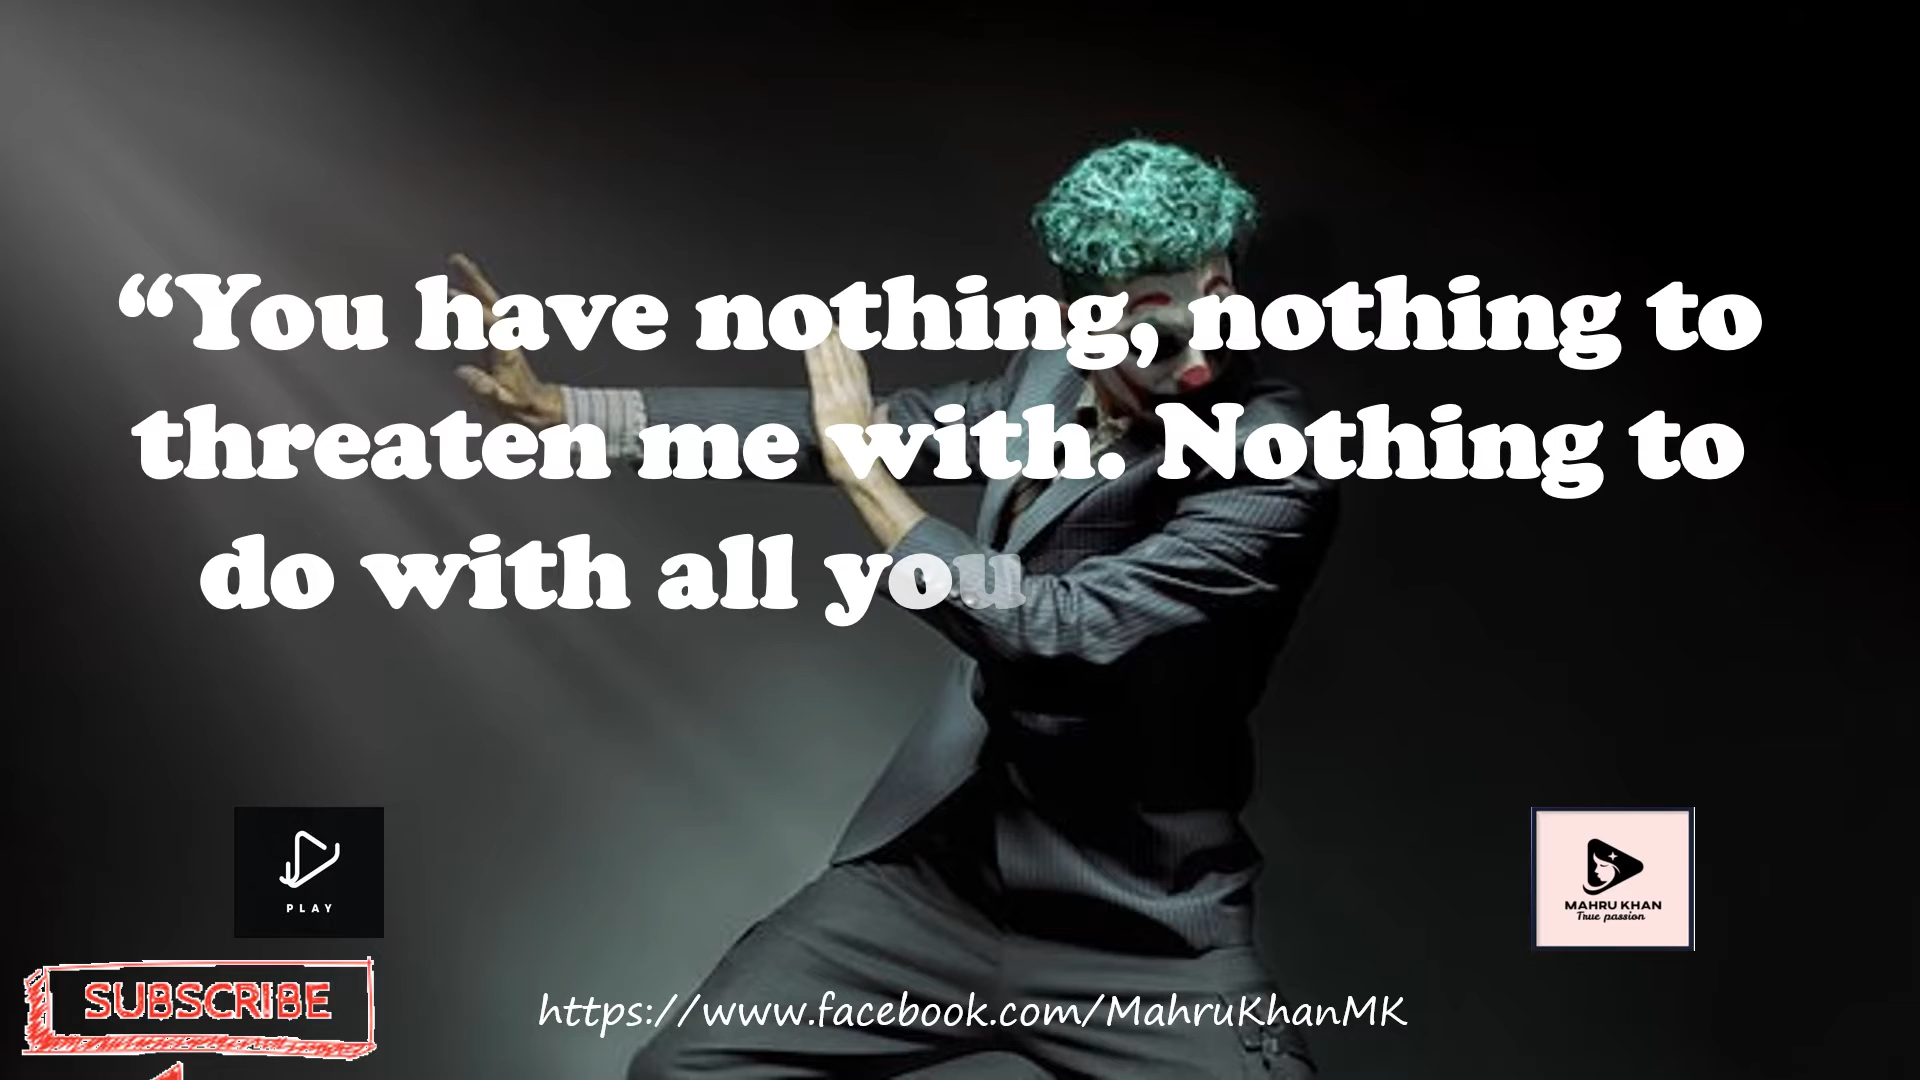 “You have nothing, nothing to
threaten me with. Nothing to
do with all you
PLAY
MAHRU KHAN
True passion
SUBSCRIBE
https://www.facebook.com/MahruKhanMK